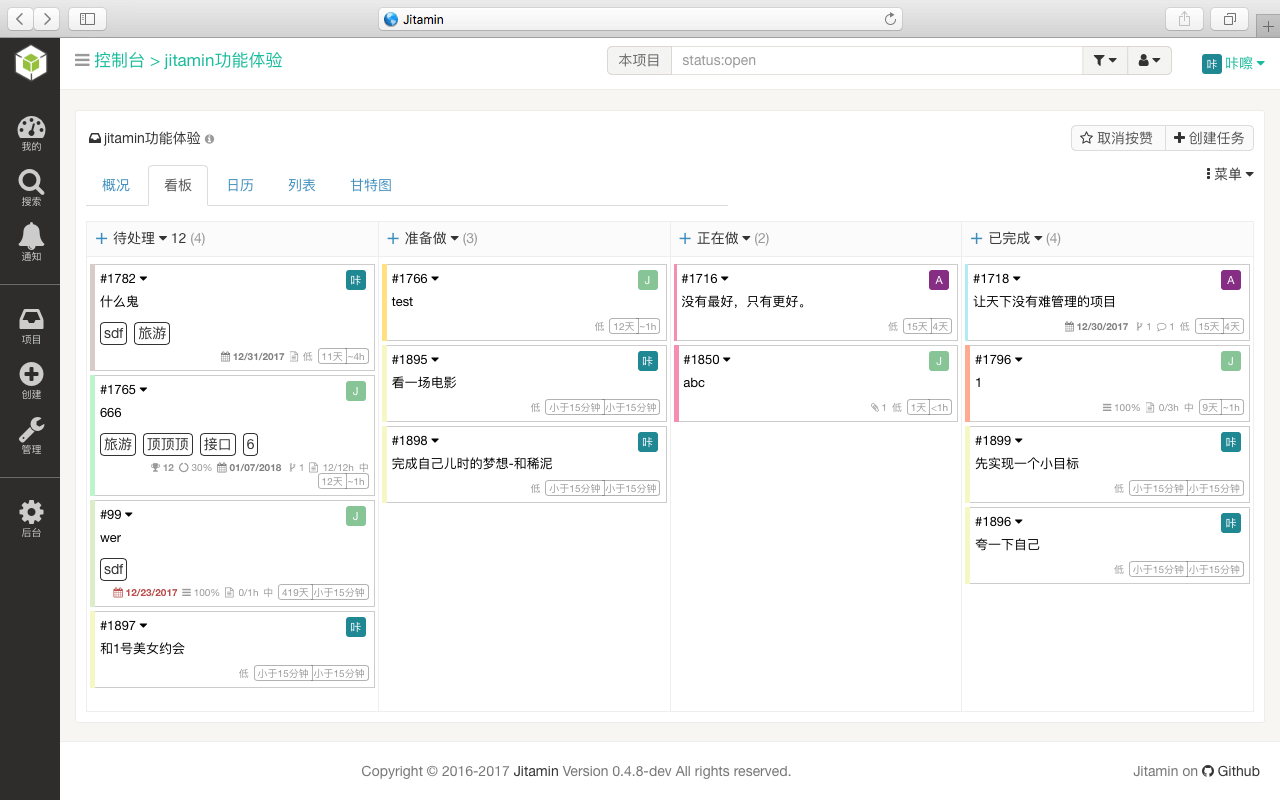 Jitamin
控制台 > jitamin功能体验
本项目 status:open
咔 咔嚓
我的
搜索
通知
项目
创建
管理
后台
jitamin功能体验
取消按赞 创建任务
概况 看板 日历 列表 甘特图
菜单
待处理 12 (4)
#1782
咔
什么鬼
sdf 旅游
12/31/2017 低 11天 ~4h
#1765
J
666
旅游 顶顶顶 接口 6
12 30% 01/07/2018 1 12/12h 中
12天 ~1h
#99
J
wer
sdf
12/23/2017 100% 0/1h 中 419天 小于15分钟
#1897
咔
和1号美女约会
低 小于15分钟 小于15分钟
准备做 (3)
#1766
J
test
低 12天 ~1h
#1895
咔
看一场电影
低 小于15分钟 小于15分钟
#1898
咔
完成自己儿时的梦想-和稀泥
低 小于15分钟 小于15分钟
正在做 (2)
#1716
A
没有最好，只有更好。
低 15天 4天
#1850
J
abc
1 低 1天 <1h
已完成 (4)
#1718
A
让天下没有难管理的项目
12/30/2017 1 1 低 15天 4天
#1796
J
1
100% 0/3h 中 9天 ~1h
#1899
咔
先实现一个小目标
低 小于15分钟 小于15分钟
#1896
咔
夸一下自己
低 小于15分钟 小于15分钟
Copyright © 2016-2017 Jitamin Version 0.4.8-dev All rights reserved.
Jitamin on Github